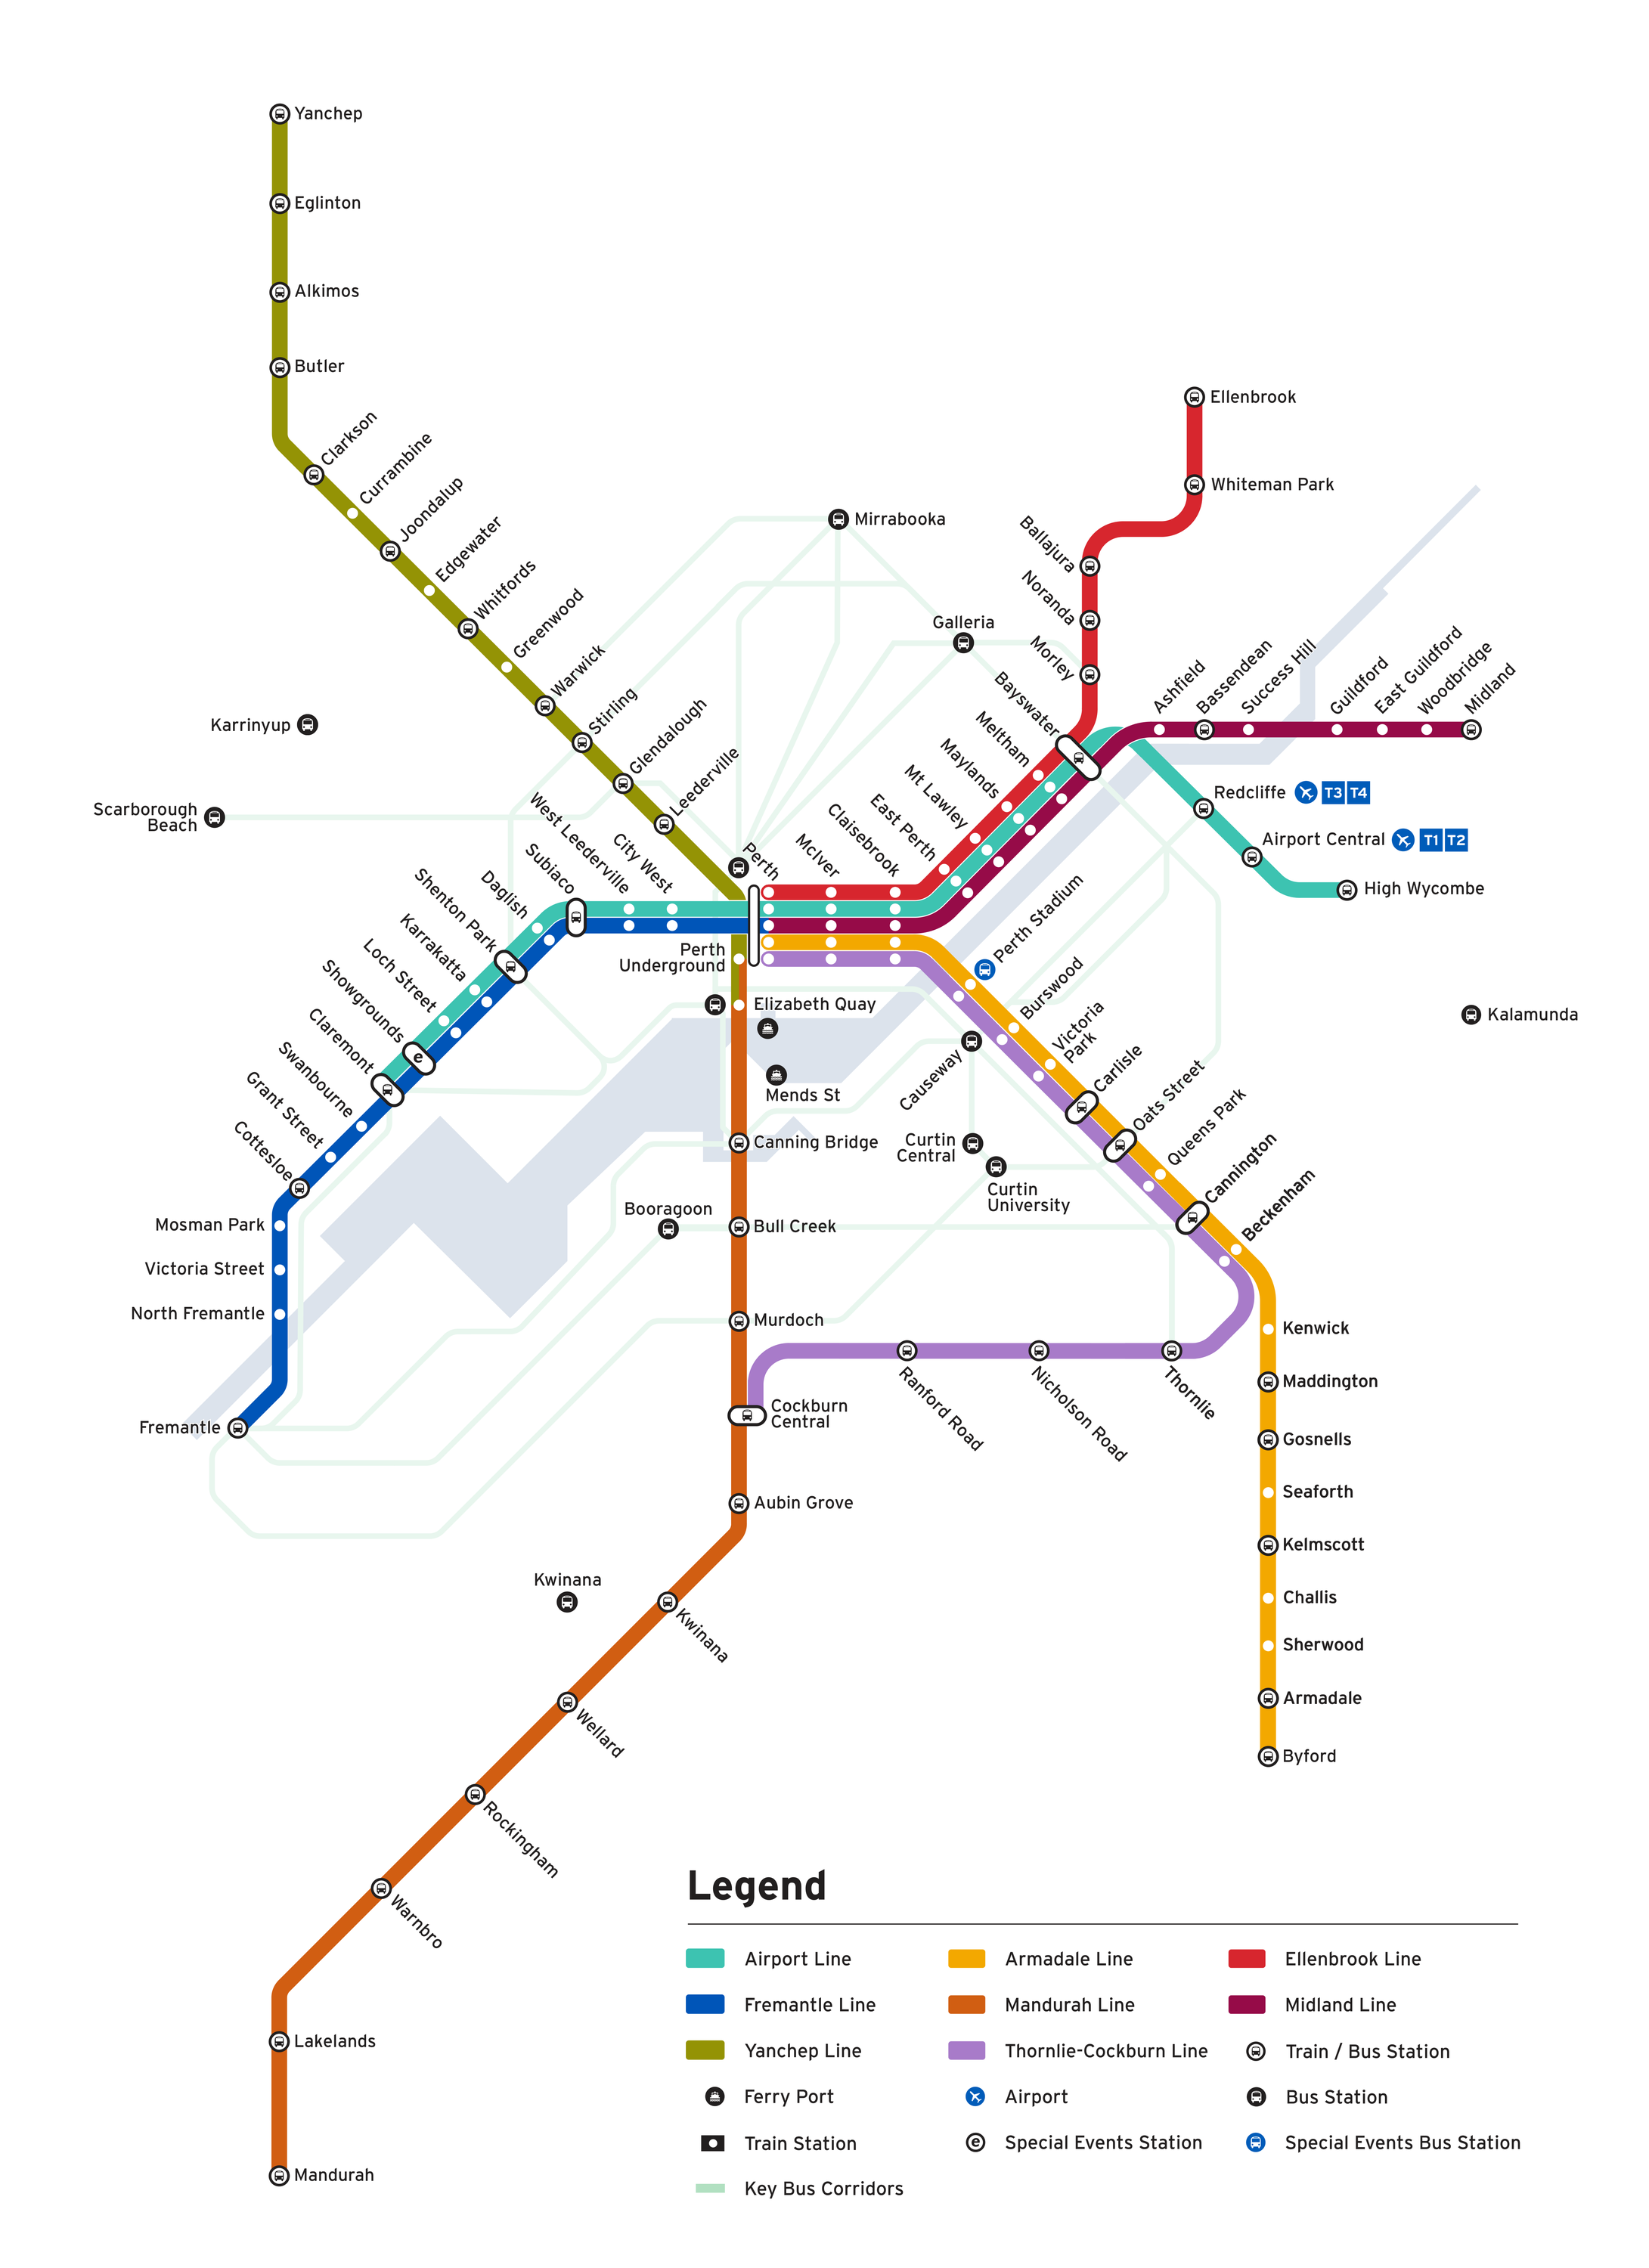 Yanchep
Eglinton
Alkimos
Butler
Clarkson
Currambine
Joondalup
Edgewater
Whitfords
Greenwood
Warwick
Stirling
Glendalough
Leederville
Ellenbrook
Whiteman Park
Ballajura
Noranda
Morley
Bayswater
Meltham
Maylands
Mt Lawley
East Perth
Claisebrook
McIver
Perth
Mirrabooka
Galleria
Karrinyup
Scarborough
Beach
Ashfield
Bassendean
Success Hill
Guildford
East Guildford
Woodbridge
Midland
Redcliffe
T3
T4
Airport Central
T1
T2
High Wycombe
City West
West Leederville
Subiaco
Daglish
Shenton Park
Karrakatta
Loch Street
Showgrounds
e
Claremont
Swanbourne
Grant Street
Cottesloe
Mosman Park
Victoria Street
North Fremantle
Fremantle
Perth
Underground
Elizabeth Quay
Mends St
Canning Bridge
Booragoon
Bull Creek
Murdoch
Cockburn
Central
Aubin Grove
Kwinana
Kwinana
Wellard
Rockingham
Warnbro
Lakelands
Mandurah
Perth Stadium
Burswood
Victoria
Park
Carlisle
Oats Street
Queens Park
Cannington
Beckenham
Causeway
Curtin
Central
Curtin
University
Kalamunda
Ranford Road
Nicholson Road
Thornlie
Kenwick
Maddington
Gosnells
Seaforth
Kelmscott
Challis
Sherwood
Armadale
Byford
Legend
Airport Line
Armadale Line
Ellenbrook Line
Fremantle Line
Mandurah Line
Midland Line
Yanchep Line
Thornlie-Cockburn Line
Train / Bus Station
Ferry Port
Airport
Bus Station
Train Station
e
Special Events Station
Special Events Bus Station
Key Bus Corridors